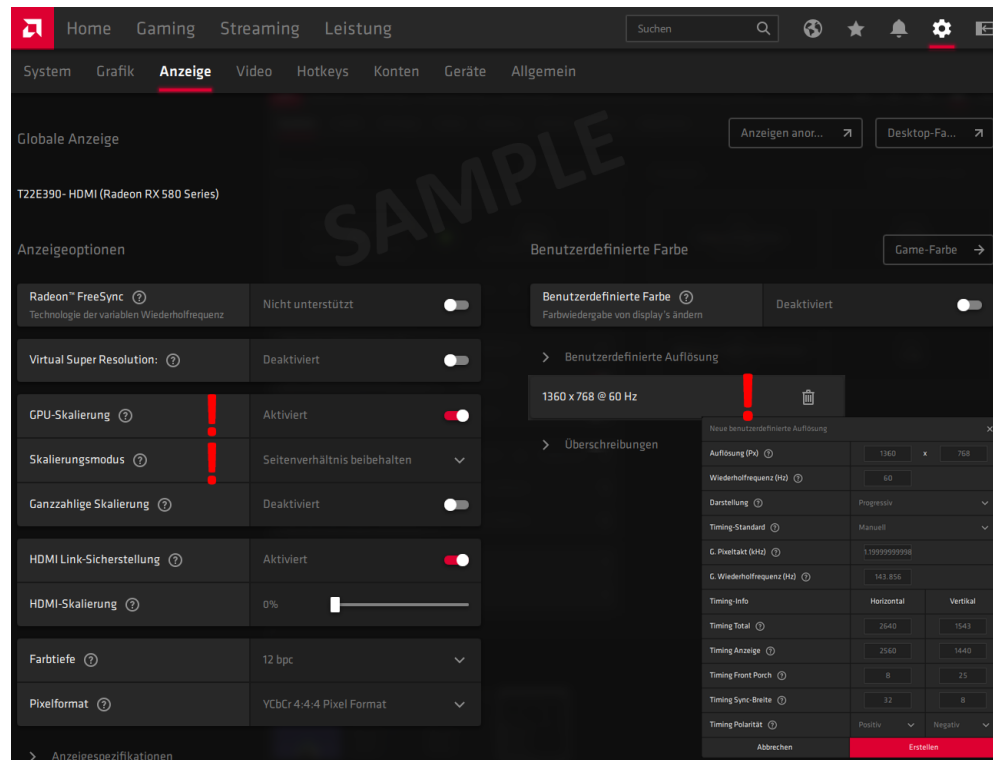 Home Gaming Streaming Leistung Suchen
System Grafik Anzeige Video Hotkeys Konten Geräte Allgemein
Globale Anzeige
Anzeigen anor... Desktop-Fa...
SAMPLE
T22E390- HDMI (Radeon RX 580 Series)
Anzeigeoptionen
Radeon™ FreeSync
Technologie der variablen Wiederholfrequenz
Nicht unterstützt
Virtual Super Resolution: Deaktiviert
GPU-Skalierung ! Aktiviert
Skalierungsmodus ! Seitenverhältnis beibehalten
Ganzzahlige Skalierung Deaktiviert
HDMI Link-Sicherstellung Aktiviert
HDMI-Skalierung 0%
Farbtiefe 12 bpc
Pixelformat YCbCr 4:4:4 Pixel Format
Anzeigespezifikationen
Benutzerdefinierte Farbe Game-Farbe
Benutzerdefinierte Farbe
Farbwiedergabe von display's ändern
Deaktiviert
Benutzerdefinierte Auflösung
1360 x 768 @ 60 Hz !
Überschreibungen
Neue benutzerdefinierte Auflösung
Auflösung (Px) 1360 x 768
Wiederholfrequenz (Hz) 60
Darstellung Progressiv
Timing-Standard Manuell
G. Pixeltakt (kHz) 1.19999999998
G. Wiederholfrequenz (Hz) 143.856
Timing-Info Horizontal Vertikal
Timing Total 2640 1543
Timing Anzeige 2560 1440
Timing Front Porch 8 25
Timing Sync-Breite 32 8
Timing Polarität Positiv Negativ
Abbrechen Erstellen